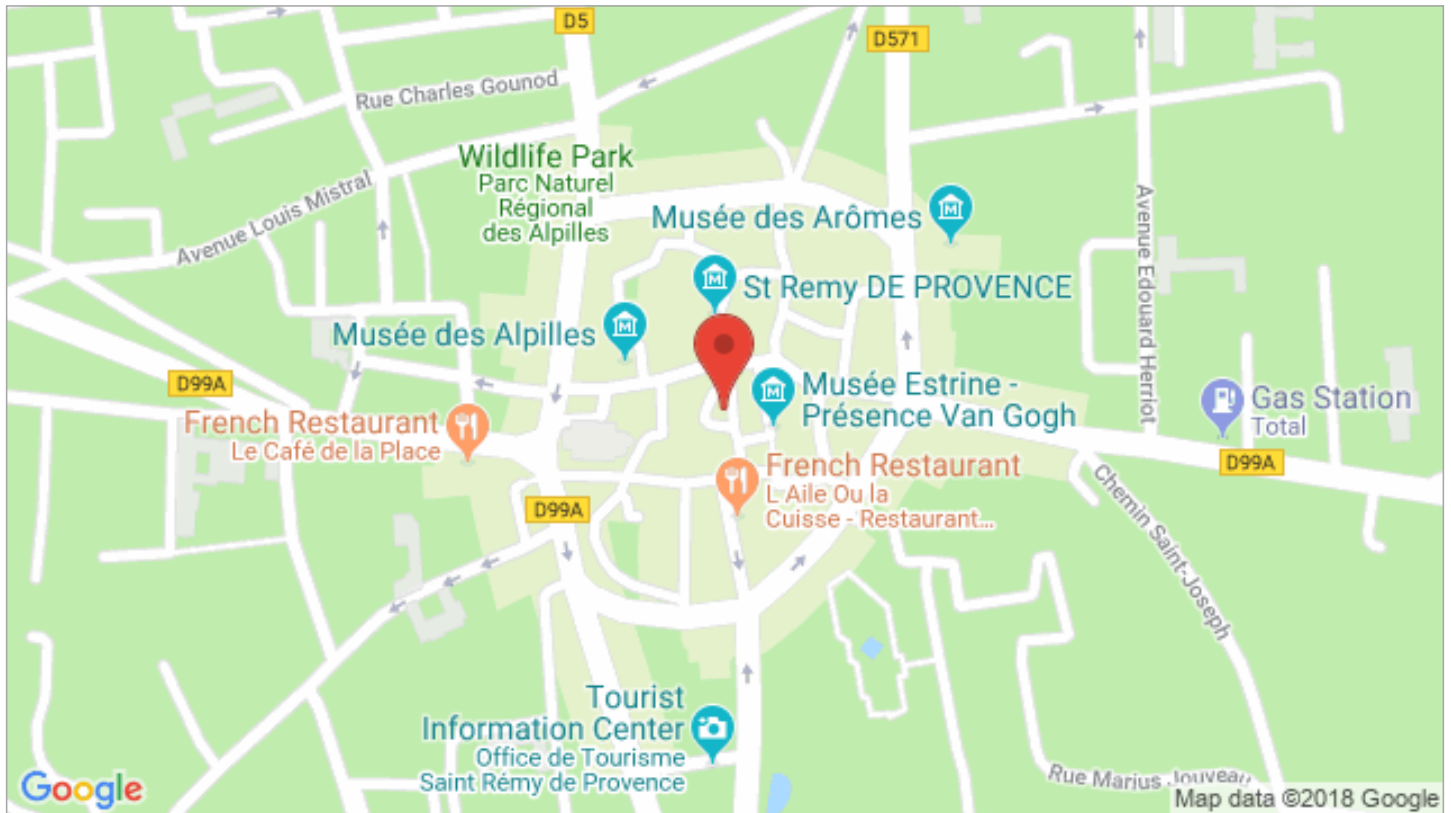 D5
D571
Rue Charles Gounod
Wildlife Park
Parc Naturel
Régional
des Alpilles
Avenue Louis Mistral
Musée des Arômes
Avenue Edouard Herriot
St Remy DE PROVENCE
Musée des Alpilles
D99A
Musée Estrine -
Présence Van Gogh
Gas Station
Total
French Restaurant
Le Café de la Place
D99A
French Restaurant
L Aile Ou la
Cuisse - Restaurant...
D99A
Chemin Saint-Joseph
Tourist
Information Center
Office de Tourisme
Saint Rémy de Provence
Rue Marius Jouveau
Google
Map data ©2018 Google